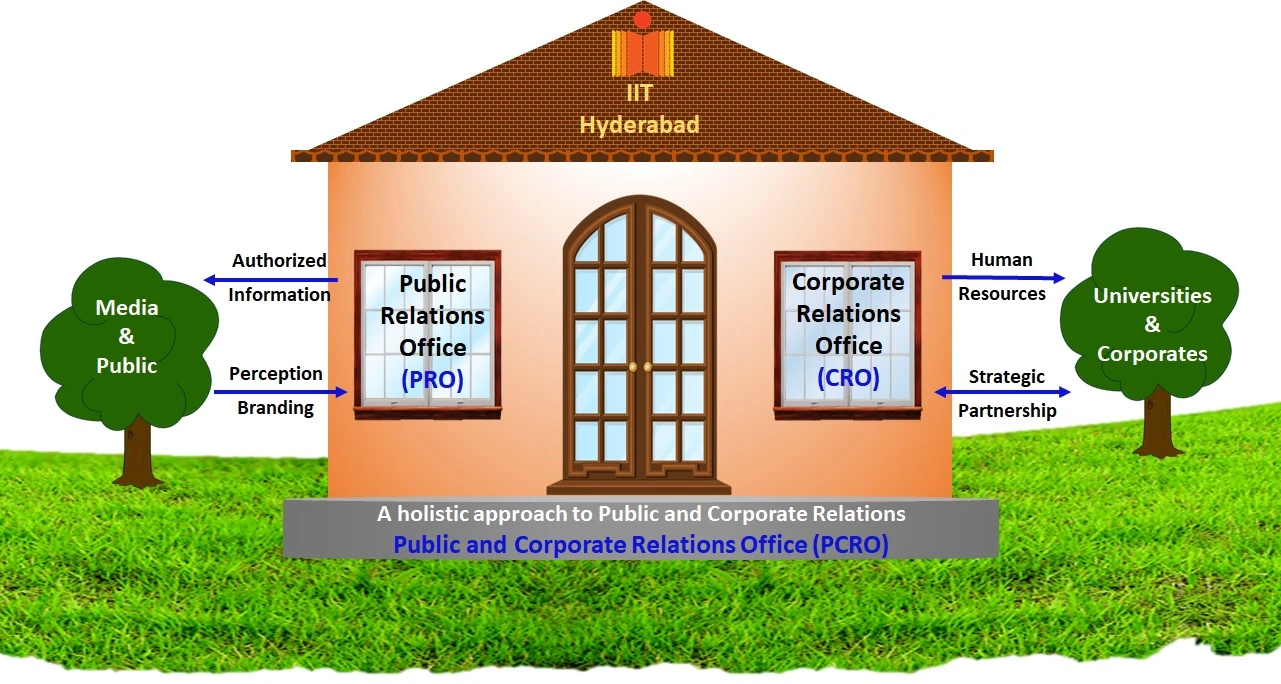 IIT
Hyderabad
Authorized
Information
Perception
Branding
Media
&
Public
Public
Relations
Office
(PRO)
Corporate
Relations
Office
(CRO)
Human
Resources
Strategic
Partnership
Universities
&
Corporates
A holistic approach to Public and Corporate Relations
Public and Corporate Relations Office (PCRO)